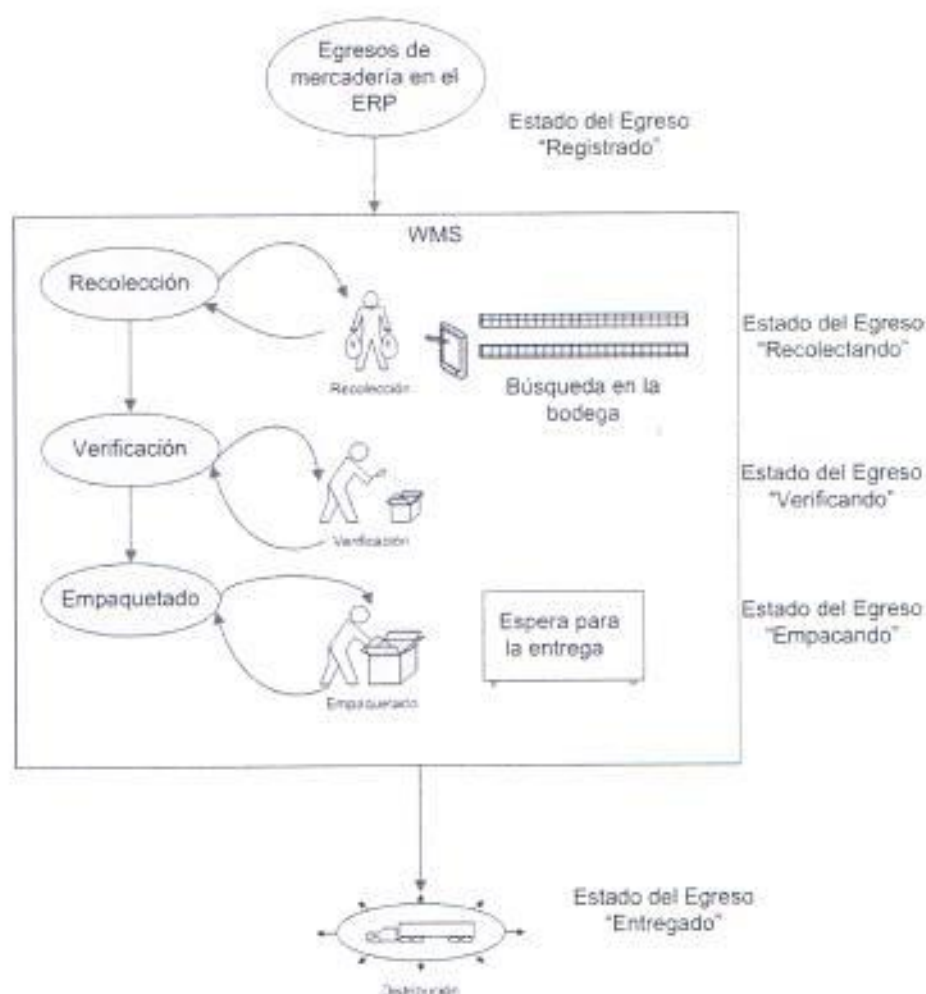 Egresos de
mercadería en el
ERP
Estado del Egreso
"Registrado"
WMS
Recolección
Recolección
Búsqueda en la
bodega
Estado del Egreso
"Recolectando"
Verificación
Verificación
Estado del Egreso
"Verificando"
Empaquetado
Empaquetado
Espera para
la entrega
Estado del Egreso
"Empacando"
Estado del Egreso
"Entregado"
Distribución